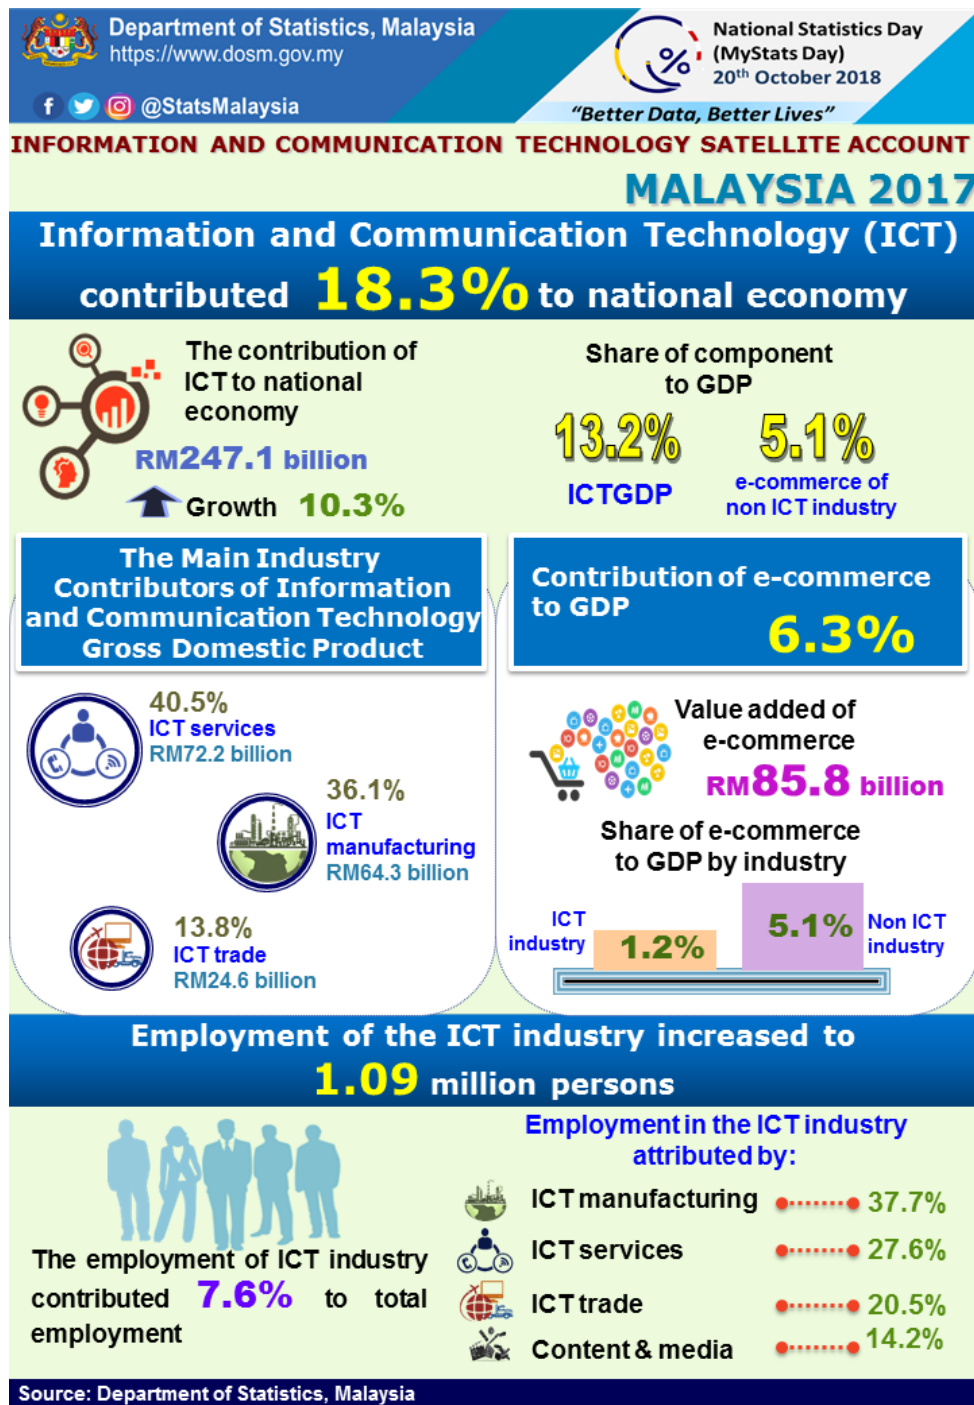 Department of Statistics, Malaysia
https://www.dosm.gov.my
@StatsMalaysia
National Statistics Day
(MyStats Day)
20th October 2018
"Better Data, Better Lives"
INFORMATION AND COMMUNICATION TECHNOLOGY SATELLITE ACCOUNT
MALAYSIA 2017
Information and Communication Technology (ICT)
contributed 18.3% to national economy
The contribution of
ICT to national
economy
RM247.1 billion
Growth 10.3%
Share of component
to GDP
13.2%
ICTGDP
5.1%
e-commerce of
non ICT industry
The Main Industry
Contributors of Information
and Communication Technology
Gross Domestic Product
40.5%
ICT services
RM72.2 billion
36.1%
ICT
manufacturing
RM64.3 billion
13.8%
ICT trade
RM24.6 billion
Contribution of e-commerce
to GDP
6.3%
Value added of
e-commerce
RM85.8 billion
Share of e-commerce
to GDP by industry
ICT
industry
1.2%
5.1%
Non ICT
industry
Employment of the ICT industry increased to
1.09 million persons
The employment of ICT industry
contributed 7.6% to total
employment
Employment in the ICT industry
attributed by:
ICT manufacturing 37.7%
ICT services 27.6%
ICT trade 20.5%
Content & media 14.2%
Source: Department of Statistics, Malaysia